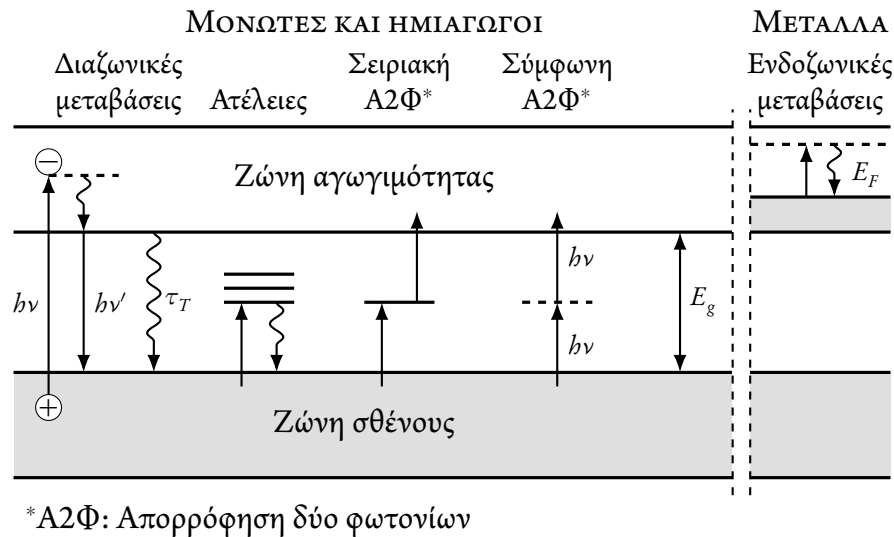 ΜΟΝΩΤΕΣ ΚΑΙ ΗΜΙΑΓΩΓΟΙ
ΜΕΤΑΛΛΑ
Διαζωνικές
μεταβάσεις
Ατέλειες
Σειριακή
Α2Φ*
Σύμφωνη
Α2Φ*
Ενδοζωνικές
μεταβάσεις
Ζώνη αγωγιμότητας
E_F
hν
hν′
τ_T
hν
hν
E_g
Ζώνη σθένους
*Α2Φ: Απορρόφηση δύο φωτονίων